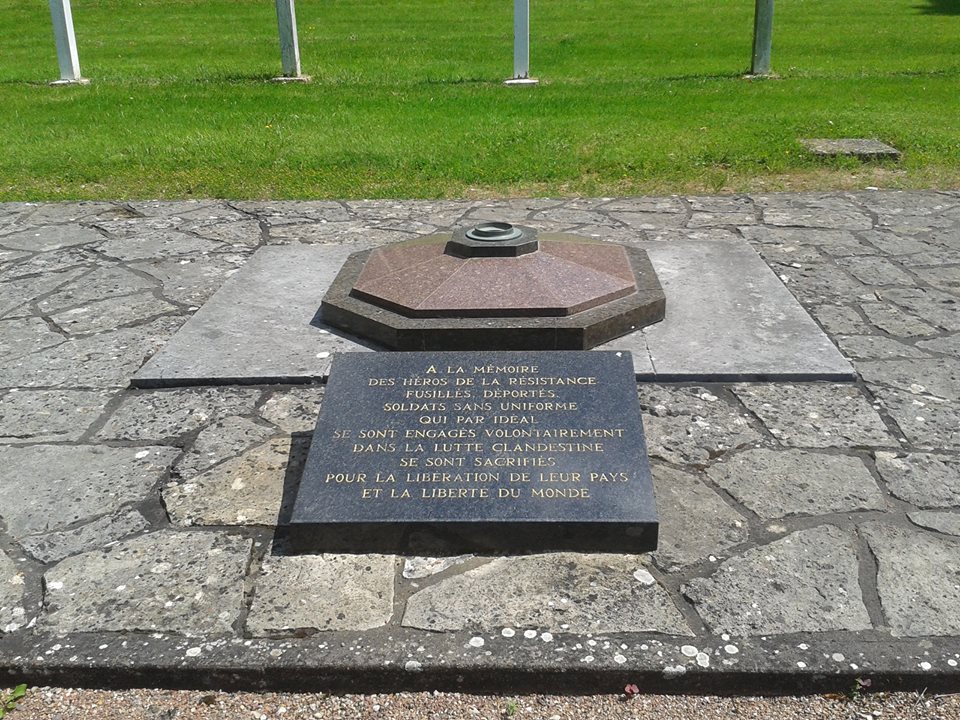 A LA MÉMOIRE
DES HÉROS DE LA RÉSISTANCE
FUSILLÉS, DÉPORTÉS.
SOLDATS SANS UNIFORME
QUI PAR IDÉAL
SE SONT ENGAGÉS VOLONTAIREMENT
DANS LA LUTTE CLANDESTINE
SE SONT SACRIFIÉS
POUR LA LIBÉRATION DE LEUR PAYS
ET LA LIBERTÉ DU MONDE